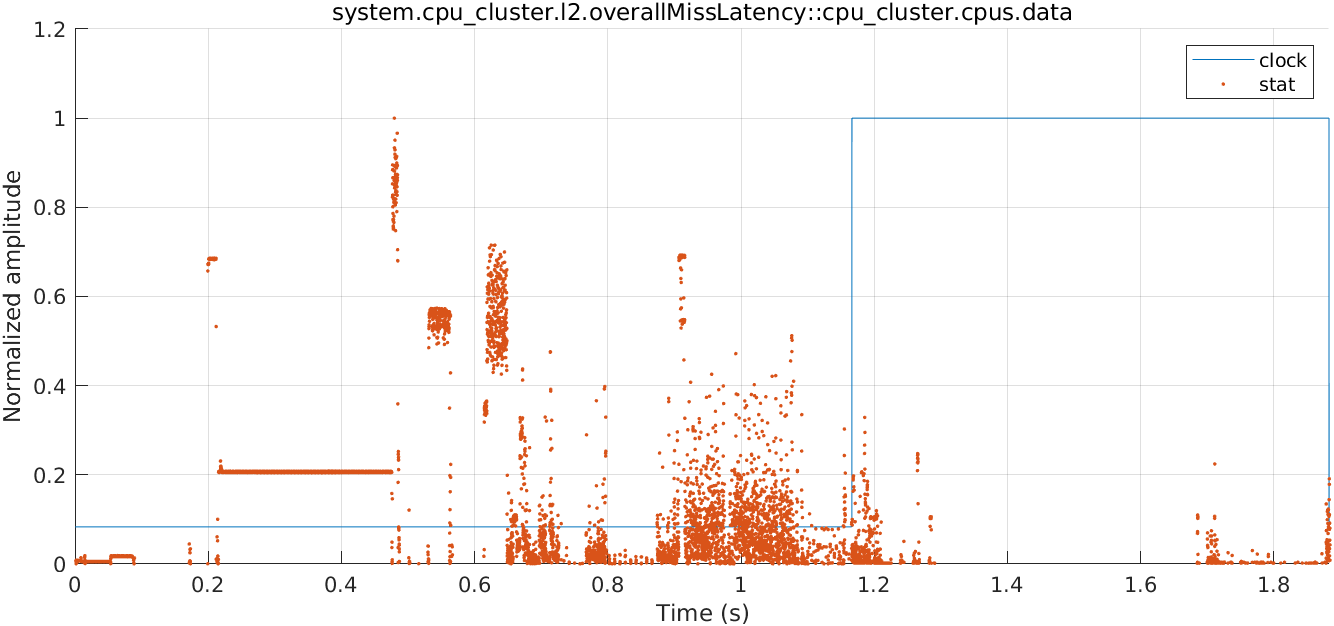 system.cpu_cluster.l2.overallMissLatency::cpu_cluster.cpus.data
1.2
1
0.8
0.6
0.4
0.2
0
Normalized amplitude
clock
stat
0 0.2 0.4 0.6 0.8 1 1.2 1.4 1.6 1.8
Time (s)